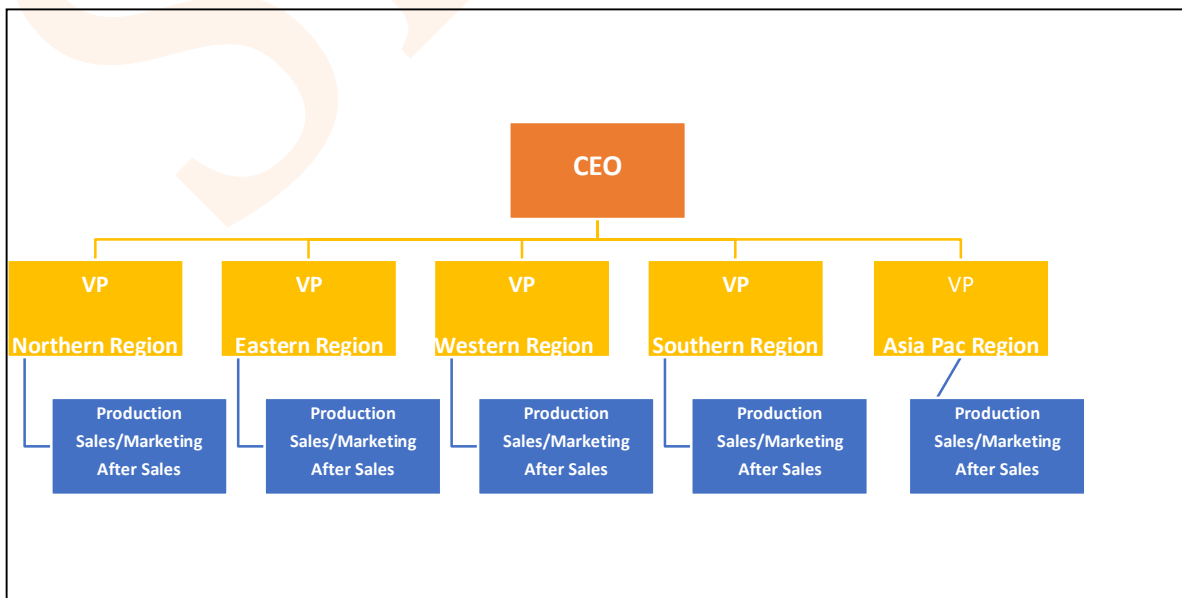 CEO
VP
Northern Region
VP
Eastern Region
VP
Western Region
VP
Southern Region
VP
Asia Pac Region
Production
Sales/Marketing
After Sales
Production
Sales/Marketing
After Sales
Production
Sales/Marketing
After Sales
Production
Sales/Marketing
After Sales
Production
Sales/Marketing
After Sales